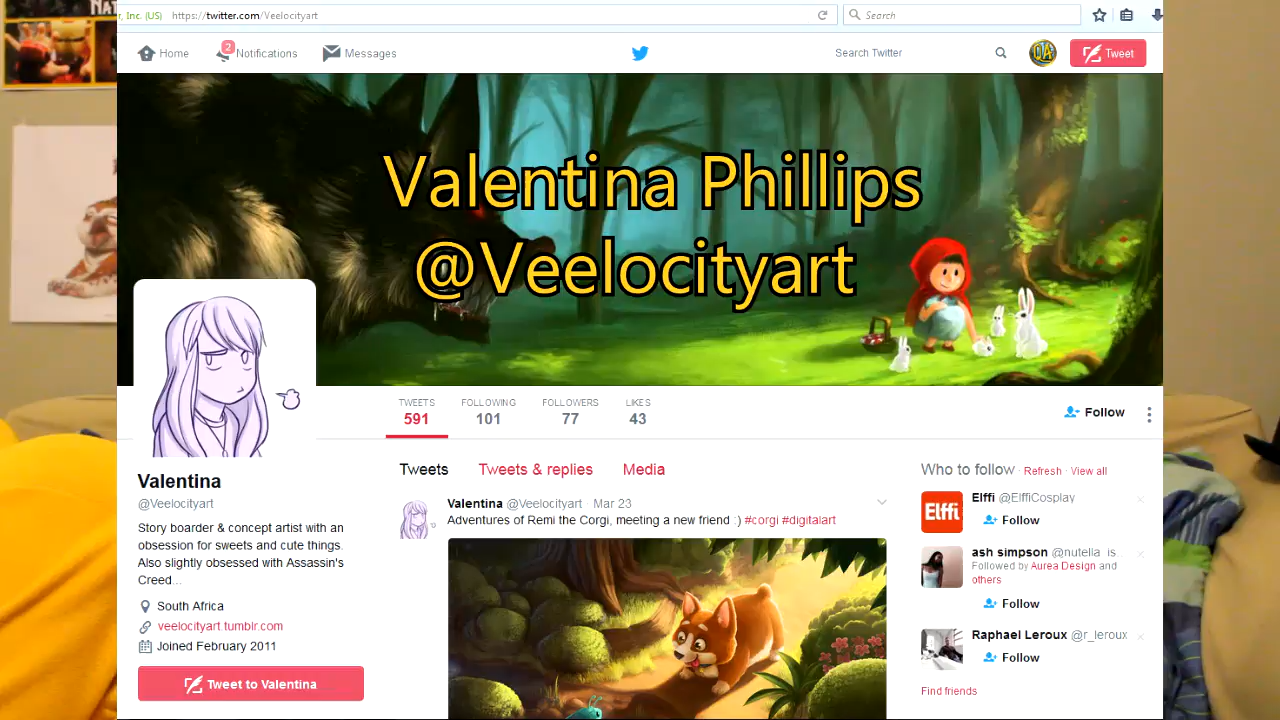 , Inc. (US) https://twitter.com/Veelocityart Search
Home 2 Notifications Messages Search Twitter OA Tweet
Valentina Phillips
@Veelocityart
TWEETS FOLLOWING FOLLOWERS LIKES
591 101 77 43
Follow
Tweets Tweets & replies Media
Valentina
@Veelocityart
Story boarder & concept artist with an
obsession for sweets and cute things.
Also slightly obsessed with Assassin's
Creed...
South Africa
veelocityart.tumblr.com
Joined February 2011
Tweet to Valentina
Valentina @Veelocityart Mar 23
Adventures of Remi the Corgi, meeting a new friend :) #corgi #digitalart
Who to follow · Refresh · View all
Elffi
Elffi @ElffiCosplay
Follow
ash simpson @nutella_is...
Followed by Aurea Design and
others
Follow
Raphael Leroux @r_leroux
Follow
Find friends